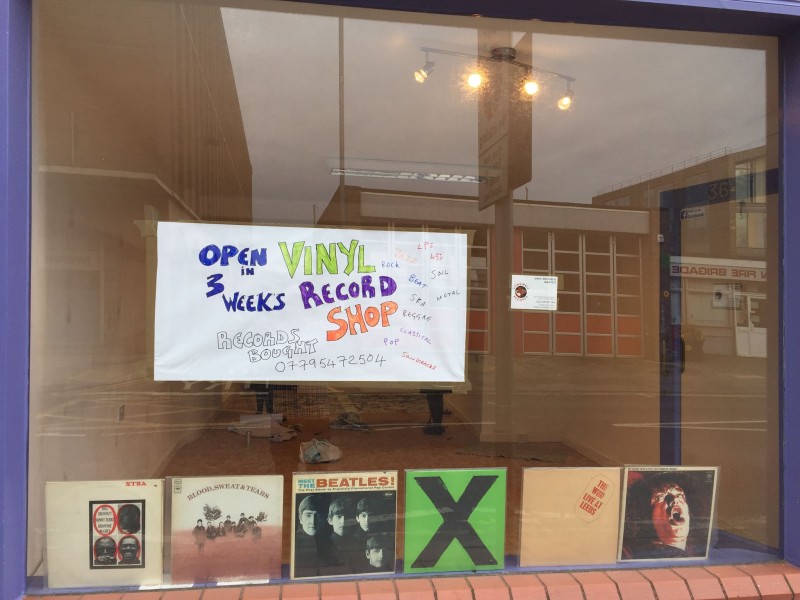 OPEN
in
3
WEEKS
VINYL
RECORD
SHOP
RECORDS
BOUGHT
07795472504
LPS
JAZZ
45S
ROCK
SOUL
BEAT
SKA
METAL
REGGAE
CLASSICAL
POP
SOUNDTRACKS
36
N FIRE BRIGADE
XTRA
BLOOD, SWEAT & TEARS
MEET
THE BEATLES!
X
THE WHO
LIVE AT
LEEDS